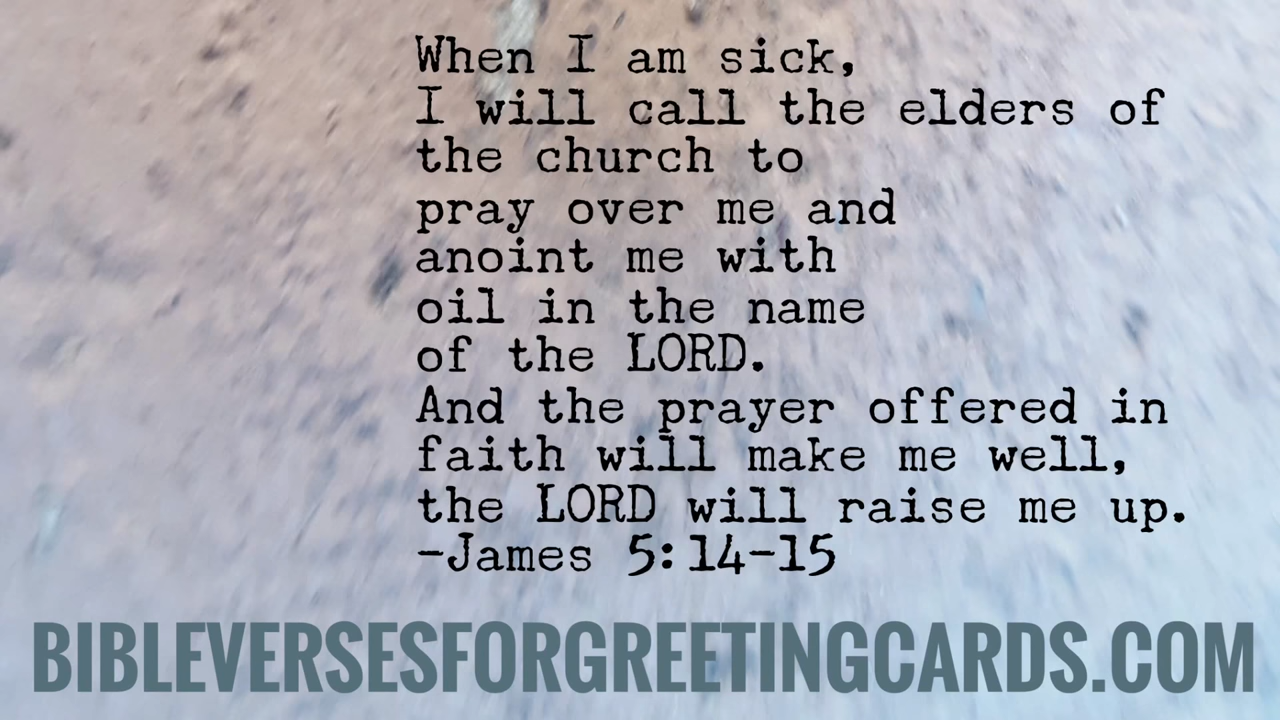 When I am sick,
I will call the elders of
the church to
pray over me and
anoint me with
oil in the name
of the LORD.
And the prayer offered in
faith will make me well,
the LORD will raise me up.
-James 5:14-15
BIBLEVERSESFORGREETINGCARDS.COM